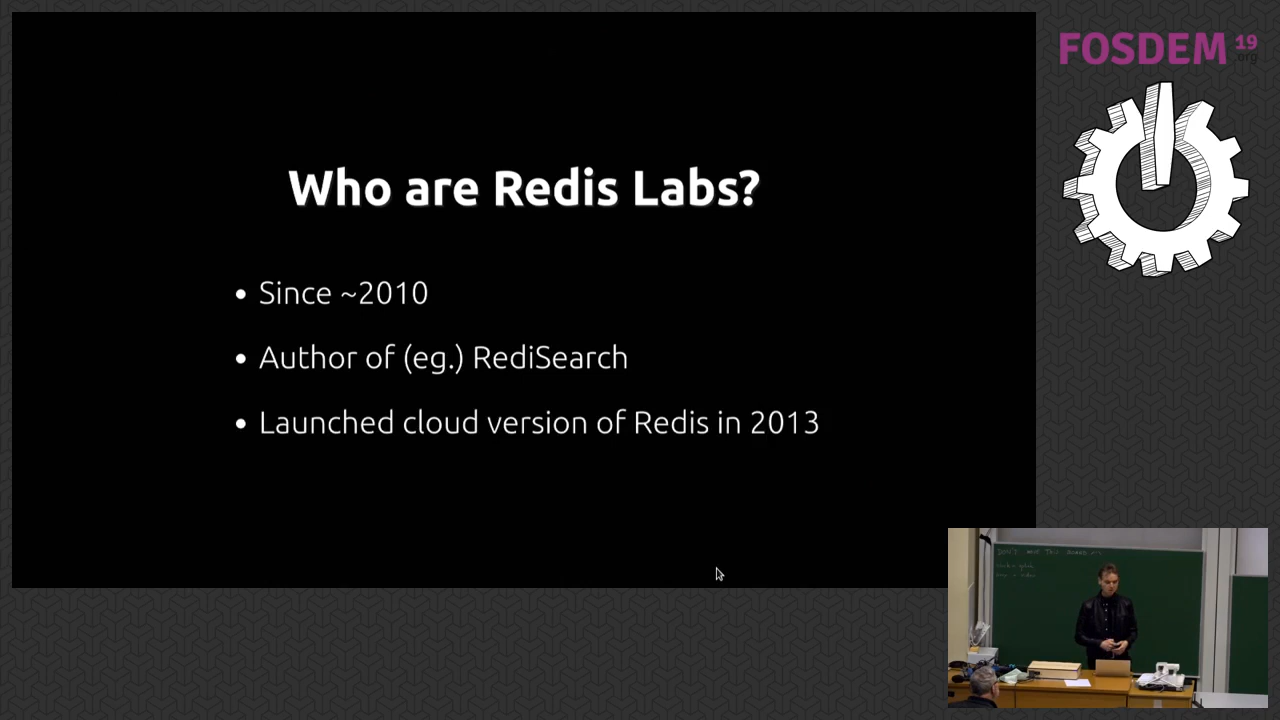 Who are Redis Labs?
• Since ~2010
• Author of (eg.) RediSearch
• Launched cloud version of Redis in 2013
FOSDEM 19
.org